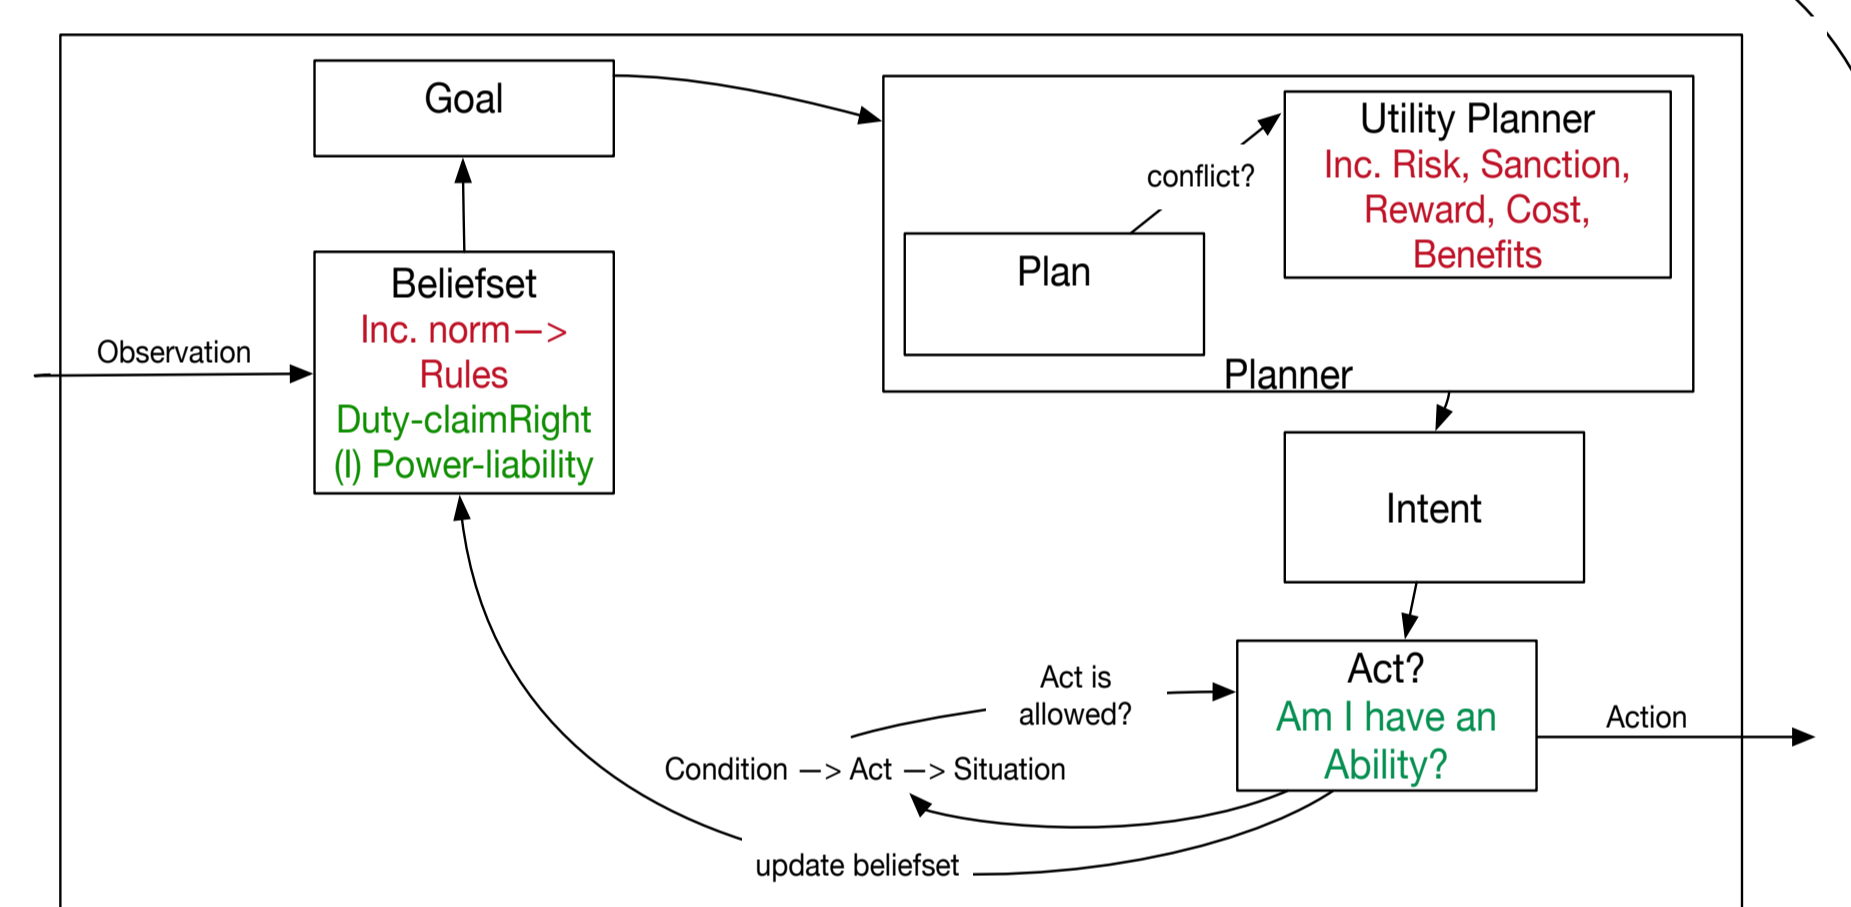 Goal
Utility Planner
Inc. Risk, Sanction,
Reward, Cost,
Benefits
conflict?
Plan
Planner
Beliefset
Inc. norm—>
Rules
Duty-claimRight
(I) Power-liability
Observation
Intent
Act?
Am I have an
Ability?
Act is
allowed?
Action
Condition —> Act —> Situation
update beliefset